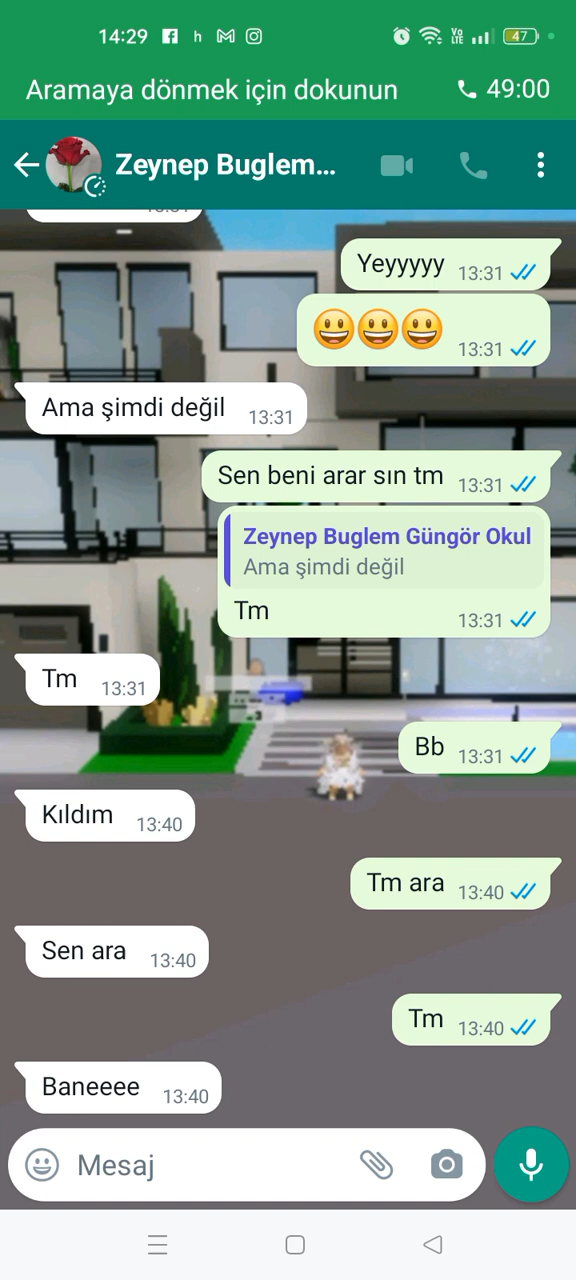 14:29
h
Vo LTE
47
Aramaya dönmek için dokunun
49:00
Zeynep Buglem...
Yeyyyyy 13:31
😃😃😃 13:31
Ama şimdi değil 13:31
Sen beni arar sın tm 13:31
Zeynep Buglem Güngör Okul
Ama şimdi değil
Tm 13:31
Tm 13:31
Bb 13:31
Kıldım 13:40
Tm ara 13:40
Sen ara 13:40
Tm 13:40
Baneeee 13:40
Mesaj